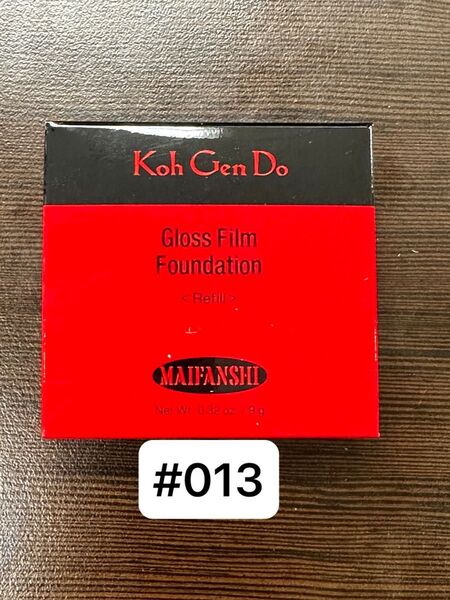 Koh Gen Do
Gloss Film
Foundation
< Refill >
MAIFANSHI
Net Wt. 0.32 oz. / 9 g
#013